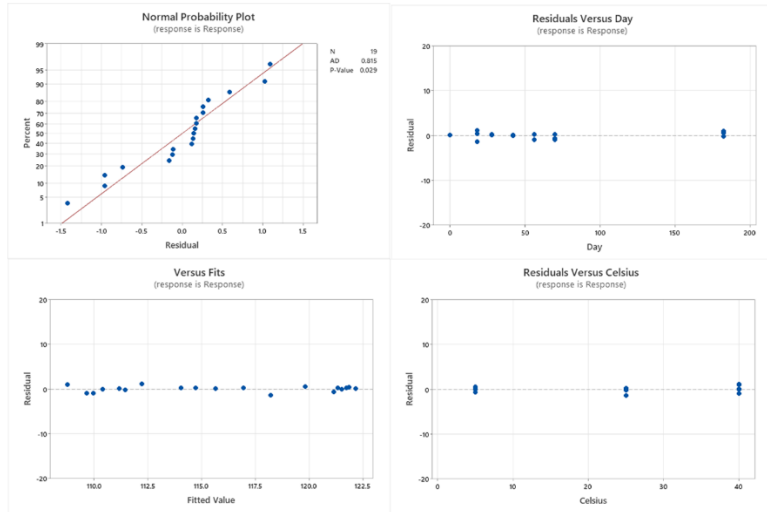 Normal Probability Plot
(response is Response)
99
95
90
80
70
60
50
40
30
20
10
5
1
-1.5 -1.0 -0.5 0.0 0.5 1.0 1.5
Percent
Residual
N 19
AD 0.815
P-Value 0.029
Residuals Versus Day
(response is Response)
20
10
0
-10
-20
0 50 100 150 200
Residual
Day
Versus Fits
(response is Response)
20
10
0
-10
-20
110.0 112.5 115.0 117.5 120.0 122.5
Residual
Fitted Value
Residuals Versus Celsius
(response is Response)
20
10
0
-10
-20
0 10 20 30 40
Residual
Celsius